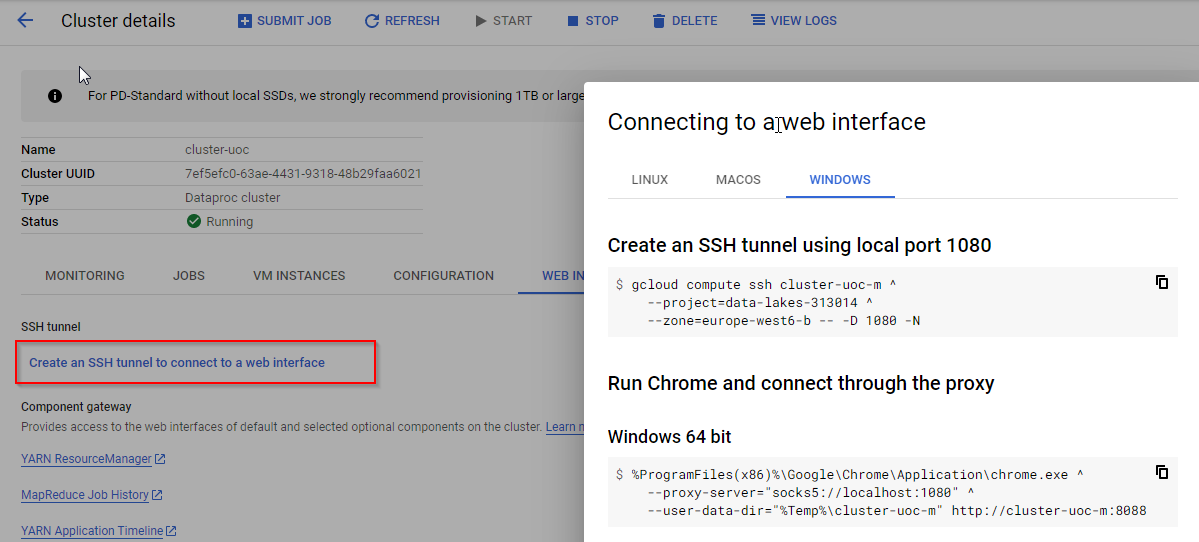 Cluster details
SUBMIT JOB
REFRESH
START
STOP
DELETE
VIEW LOGS
For PD-Standard without local SSDs, we strongly recommend provisioning 1TB or large
Name cluster-uoc
Cluster UUID 7ef5efc0-63ae-4431-9318-48b29faa6021
Type Dataproc cluster
Status Running
MONITORING
JOBS
VM INSTANCES
CONFIGURATION
WEB IN
SSH tunnel
Create an SSH tunnel to connect to a web interface
Component gateway
Provides access to the web interfaces of default and selected optional components on the cluster. Learn
YARN ResourceManager
MapReduce Job History
YARN Application Timeline
Connecting to a web interface
LINUX
MACOS
WINDOWS
Create an SSH tunnel using local port 1080
$ gcloud compute ssh cluster-uoc-m ^
--project=data-lakes-313014 ^
--zone=europe-west6-b -- -D 1080 -N
Run Chrome and connect through the proxy
Windows 64 bit
$ %ProgramFiles(x86)%\Google\Chrome\Application\chrome.exe ^
--proxy-server="socks5://localhost:1080" ^
--user-data-dir="%Temp%\cluster-uoc-m" http://cluster-uoc-m:8088